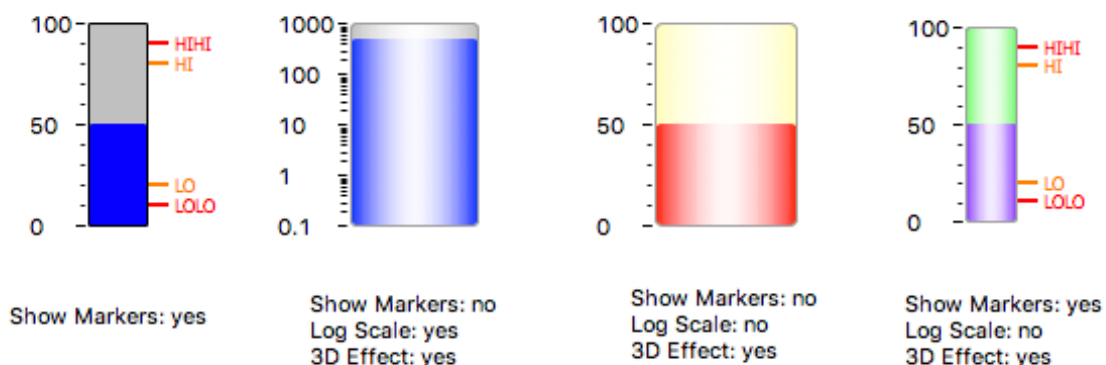 100
50
0
HIHI
HI
LO
LOLO
Show Markers: yes
1000
100
10
1
0.1
Show Markers: no
Log Scale: yes
3D Effect: yes
100
50
0
Show Markers: no
Log Scale: no
3D Effect: yes
100
50
0
HIHI
HI
LO
LOLO
Show Markers: yes
Log Scale: no
3D Effect: yes